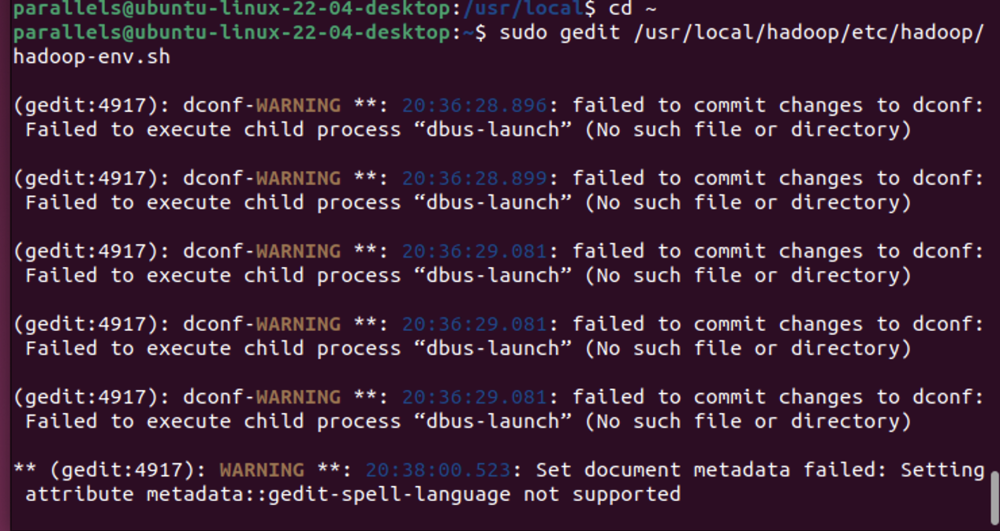 parallels@ubuntu-linux-22-04-desktop:/usr/local$ cd ~
parallels@ubuntu-linux-22-04-desktop:~$ sudo gedit /usr/local/hadoop/etc/hadoop/
hadoop-env.sh
(gedit:4917): dconf-WARNING **: 20:36:28.896: failed to commit changes to dconf:
Failed to execute child process “dbus-launch” (No such file or directory)
(gedit:4917): dconf-WARNING **: 20:36:28.899: failed to commit changes to dconf:
Failed to execute child process “dbus-launch” (No such file or directory)
(gedit:4917): dconf-WARNING **: 20:36:29.081: failed to commit changes to dconf:
Failed to execute child process “dbus-launch” (No such file or directory)
(gedit:4917): dconf-WARNING **: 20:36:29.081: failed to commit changes to dconf:
Failed to execute child process “dbus-launch” (No such file or directory)
(gedit:4917): dconf-WARNING **: 20:36:29.081: failed to commit changes to dconf:
Failed to execute child process “dbus-launch” (No such file or directory)
** (gedit:4917): WARNING **: 20:38:00.523: Set document metadata failed: Setting
attribute metadata::gedit-spell-language not supported